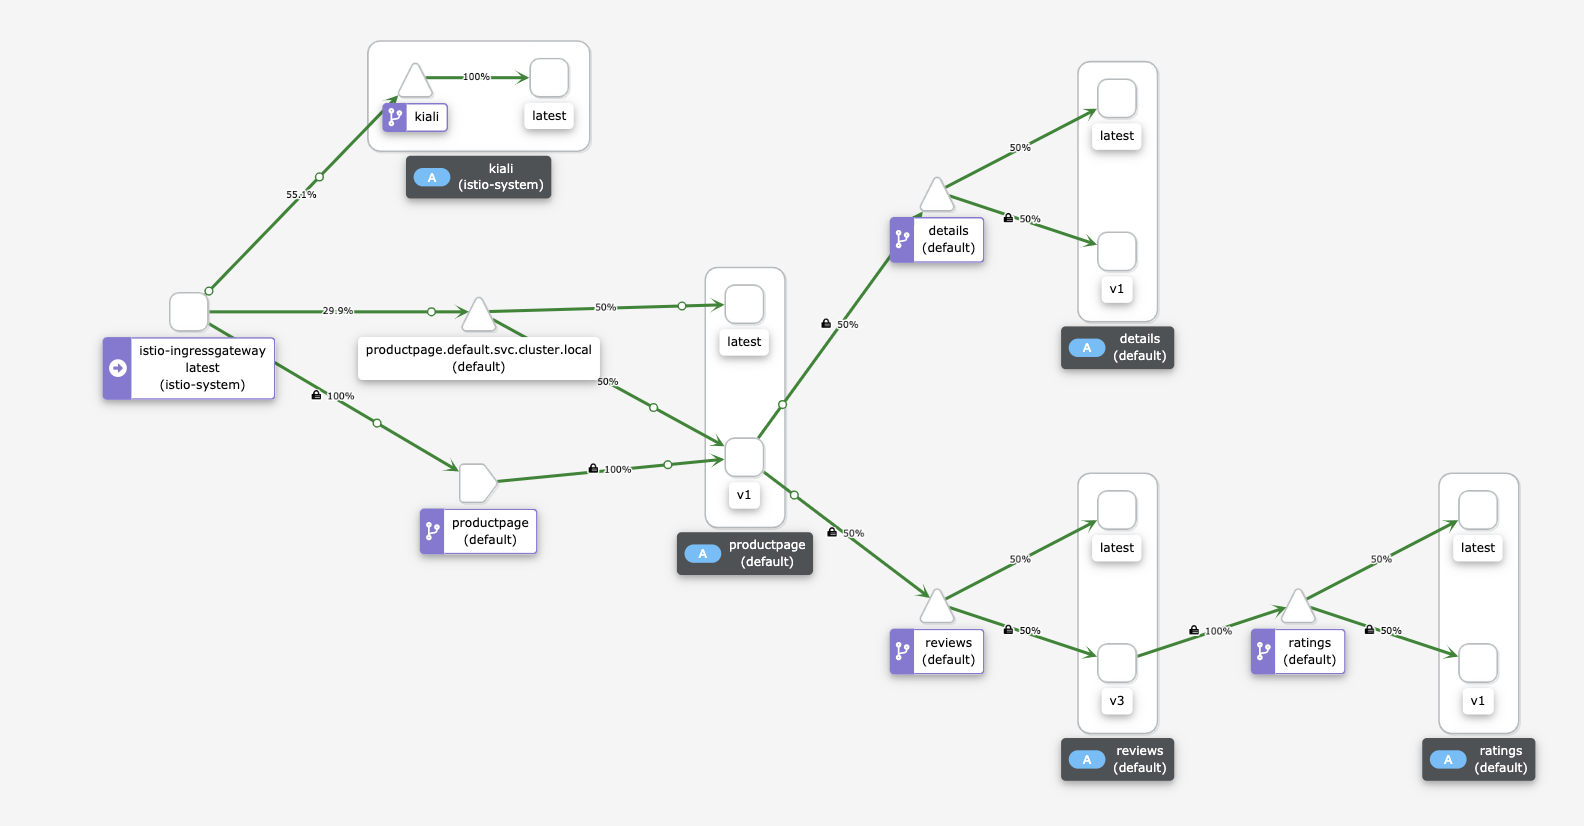 100%
kiali
latest
A
kiali
(istio-system)
55.1%
29.9%
istio-ingressgateway
latest
(istio-system)
100%
productpage.default.svc.cluster.local
(default)
50%
50%
latest
100%
productpage
(default)
v1
A
productpage
(default)
50%
50%
details
(default)
50%
50%
latest
v1
A
details
(default)
reviews
(default)
50%
50%
latest
v3
A
reviews
(default)
100%
ratings
(default)
50%
50%
latest
v1
A
ratings
(default)